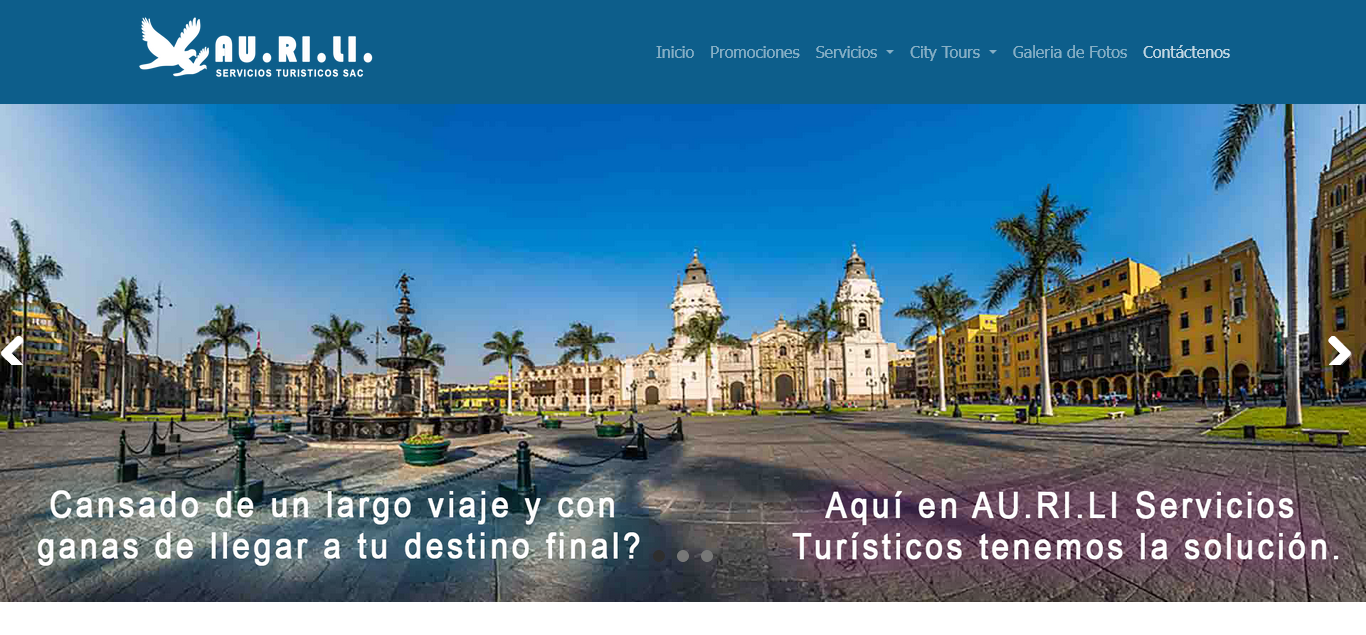 AU.RI.LI.
SERVICIOS TURISTICOS SAC
Inicio Promociones Servicios City Tours Galeria de Fotos Contáctenos
Cansado de un largo viaje y con
ganas de llegar a tu destino final?
Aquí en AU.RI.LI Servicios
Turísticos tenemos la solución.